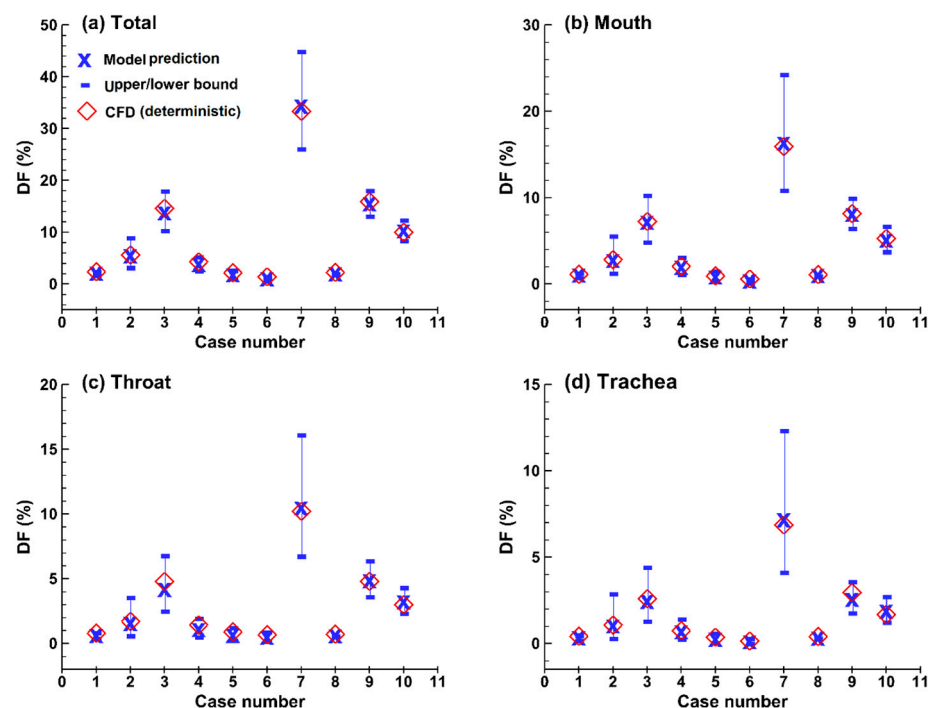 (a) Total
Model prediction
Upper/lower bound
CFD (deterministic)
DF (%)
50
40
30
20
10
0
0 1 2 3 4 5 6 7 8 9 10 11
Case number
(b) Mouth
DF (%)
30
20
10
0
0 1 2 3 4 5 6 7 8 9 10 11
Case number
(c) Throat
DF (%)
20
15
10
5
0
0 1 2 3 4 5 6 7 8 9 10 11
Case number
(d) Trachea
DF (%)
15
10
5
0
0 1 2 3 4 5 6 7 8 9 10 11
Case number